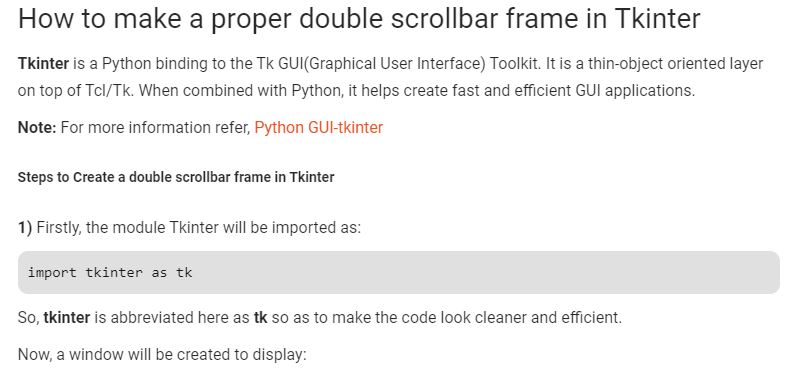 How to make a proper double scrollbar frame in Tkinter
Tkinter is a Python binding to the Tk GUI(Graphical User Interface) Toolkit. It is a thin-object oriented layer
on top of Tcl/Tk. When combined with Python, it helps create fast and efficient GUI applications.
Note: For more information refer, Python GUI-tkinter
Steps to Create a double scrollbar frame in Tkinter
1) Firstly, the module Tkinter will be imported as:
import tkinter as tk
So, tkinter is abbreviated here as tk so as to make the code look cleaner and efficient.
Now, a window will be created to display: